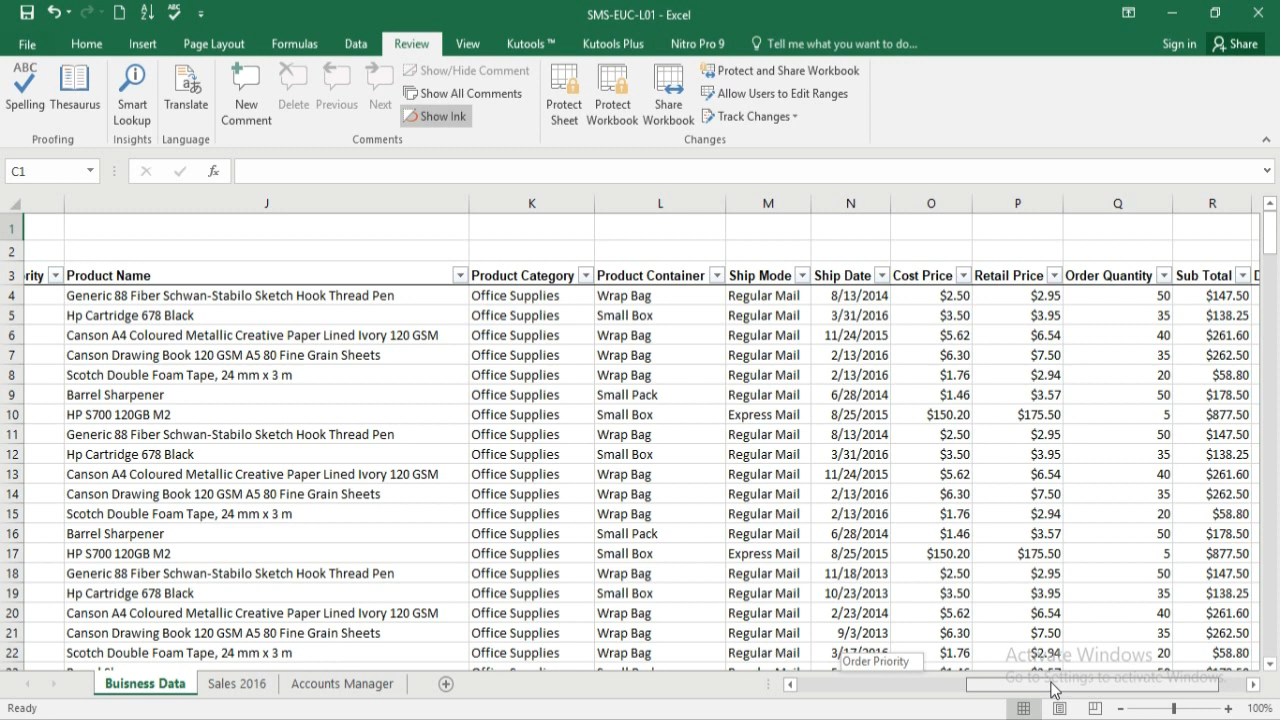 SMS-EUC-L01 - Excel
File Home Insert Page Layout Formulas Data Review View Kutools ™ Kutools Plus Nitro Pro 9 Tell me what you want to do... Sign in Share
ABC Spelling Thesaurus Smart Lookup Translate New Comment Delete Previous Next
Show/Hide Comment
Show All Comments
Show Ink
Protect Sheet Protect Workbook Share Workbook
Protect and Share Workbook
Allow Users to Edit Ranges
Track Changes
Proofing Insights Language Comments Changes
C1 fx
J K L M N O P Q R
1
2
3 rity Product Name Product Category Product Container Ship Mode Ship Date Cost Price Retail Price Order Quantity Sub Total
4 Generic 88 Fiber Schwan-Stabilo Sketch Hook Thread Pen Office Supplies Wrap Bag Regular Mail 8/13/2014 $2.50 $2.95 50 $147.50
5 Hp Cartridge 678 Black Office Supplies Small Box Regular Mail 3/31/2016 $3.50 $3.95 35 $138.25
6 Canson A4 Coloured Metallic Creative Paper Lined Ivory 120 GSM Office Supplies Wrap Bag Regular Mail 11/24/2015 $5.62 $6.54 40 $261.60
7 Canson Drawing Book 120 GSM A5 80 Fine Grain Sheets Office Supplies Wrap Bag Regular Mail 2/13/2016 $6.30 $7.50 35 $262.50
8 Scotch Double Foam Tape, 24 mm x 3 m Office Supplies Wrap Bag Regular Mail 2/13/2016 $1.76 $2.94 20 $58.80
9 Barrel Sharpener Office Supplies Small Pack Regular Mail 6/28/2014 $1.46 $3.57 50 $178.50
10 HP S700 120GB M2 Office Supplies Small Box Express Mail 8/25/2015 $150.20 $175.50 5 $877.50
11 Generic 88 Fiber Schwan-Stabilo Sketch Hook Thread Pen Office Supplies Wrap Bag Regular Mail 8/13/2014 $2.50 $2.95 50 $147.50
12 Hp Cartridge 678 Black Office Supplies Small Box Regular Mail 3/31/2016 $3.50 $3.95 35 $138.25
13 Canson A4 Coloured Metallic Creative Paper Lined Ivory 120 GSM Office Supplies Wrap Bag Regular Mail 11/24/2015 $5.62 $6.54 40 $261.60
14 Canson Drawing Book 120 GSM A5 80 Fine Grain Sheets Office Supplies Wrap Bag Regular Mail 2/13/2016 $6.30 $7.50 35 $262.50
15 Scotch Double Foam Tape, 24 mm x 3 m Office Supplies Wrap Bag Regular Mail 2/13/2016 $1.76 $2.94 20 $58.80
16 Barrel Sharpener Office Supplies Small Pack Regular Mail 6/28/2014 $1.46 $3.57 50 $178.50
17 HP S700 120GB M2 Office Supplies Small Box Express Mail 8/25/2015 $150.20 $175.50 5 $877.50
18 Generic 88 Fiber Schwan-Stabilo Sketch Hook Thread Pen Office Supplies Wrap Bag Regular Mail 11/18/2013 $2.50 $2.95 50 $147.50
19 Hp Cartridge 678 Black Office Supplies Small Box Regular Mail 10/23/2013 $3.50 $3.95 35 $138.25
20 Canson A4 Coloured Metallic Creative Paper Lined Ivory 120 GSM Office Supplies Wrap Bag Regular Mail 2/23/2014 $5.62 $6.54 40 $261.60
21 Canson Drawing Book 120 GSM A5 80 Fine Grain Sheets Office Supplies Wrap Bag Regular Mail 9/3/2013 $6.30 $7.50 35 $262.50
22 Scotch Double Foam Tape, 24 mm x 3 m Office Supplies Wrap Bag Regular Mail $1.76 $2.94 20 $58.80
Order Priority
Activate Windows
Go to Settings to activate Windows.
Buisness Data Sales 2016 Accounts Manager
Ready 100%